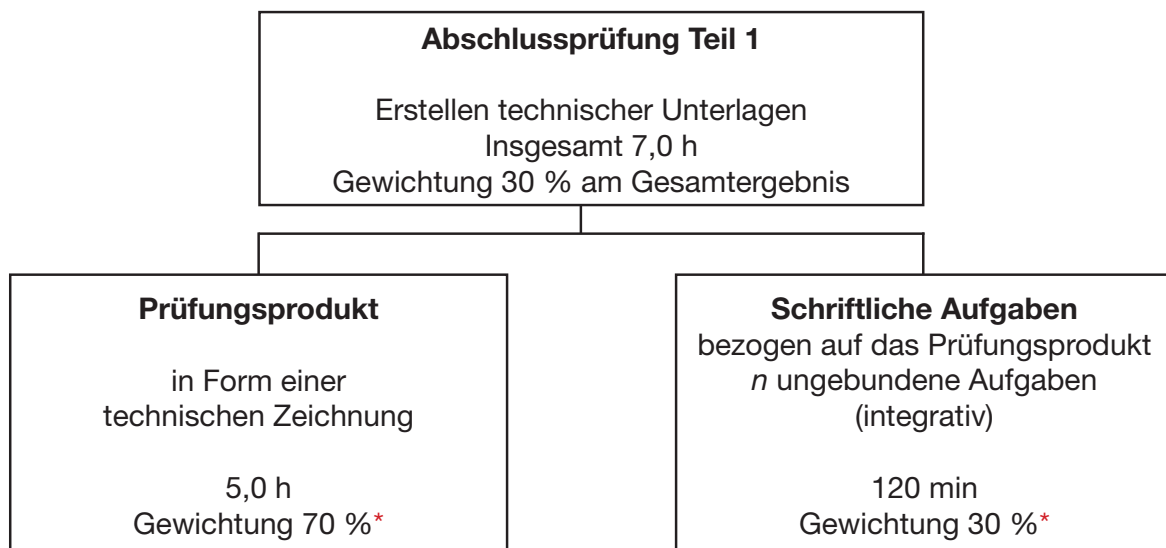 Abschlussprüfung Teil 1
Erstellen technischer Unterlagen
Insgesamt 7,0 h
Gewichtung 30 % am Gesamtergebnis
Prüfungsprodukt
in Form einer
technischen Zeichnung
5,0 h
Gewichtung 70 %*
Schriftliche Aufgaben
bezogen auf das Prüfungsprodukt
n ungebundene Aufgaben
(integrativ)
120 min
Gewichtung 30 %*